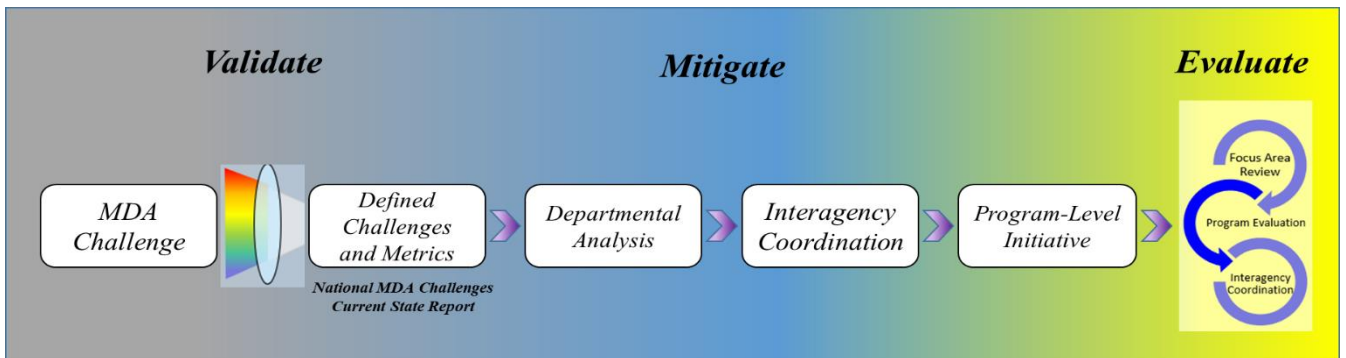 Validate
Mitigate
Evaluate
MDA
Challenge
Defined
Challenges
and Metrics
National MDA Challenges
Current State Report
Departmental
Analysis
Interagency
Coordination
Program-Level
Initiative
Focus Area
Review
Program Evaluation
Interagency
Coordination